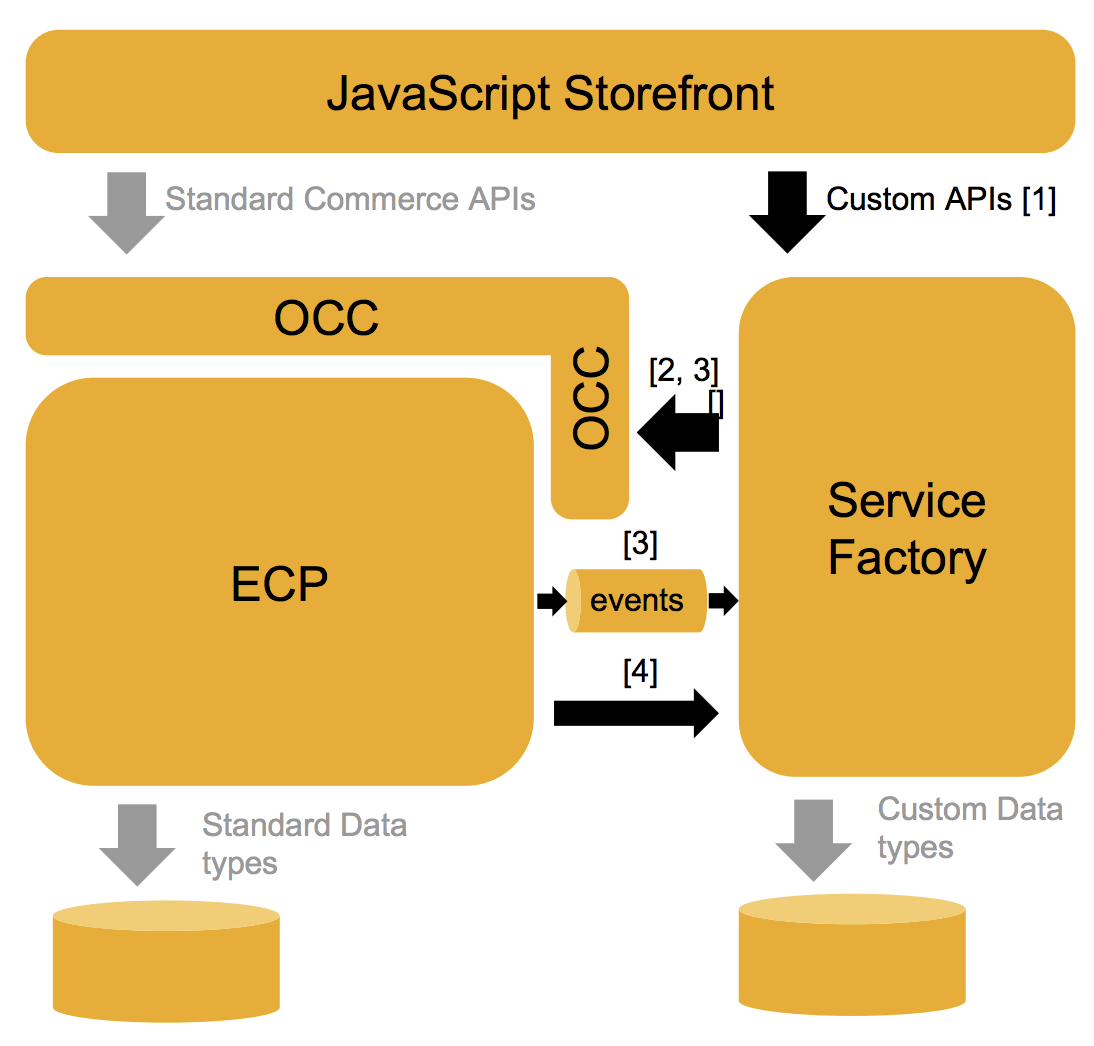 JavaScript Storefront
Standard Commerce APIs
Custom APIs [1]
OCC
OCC
[2, 3]
[]
Service
Factory
[3]
ECP
events
[4]
Standard Data
types
Custom Data
types